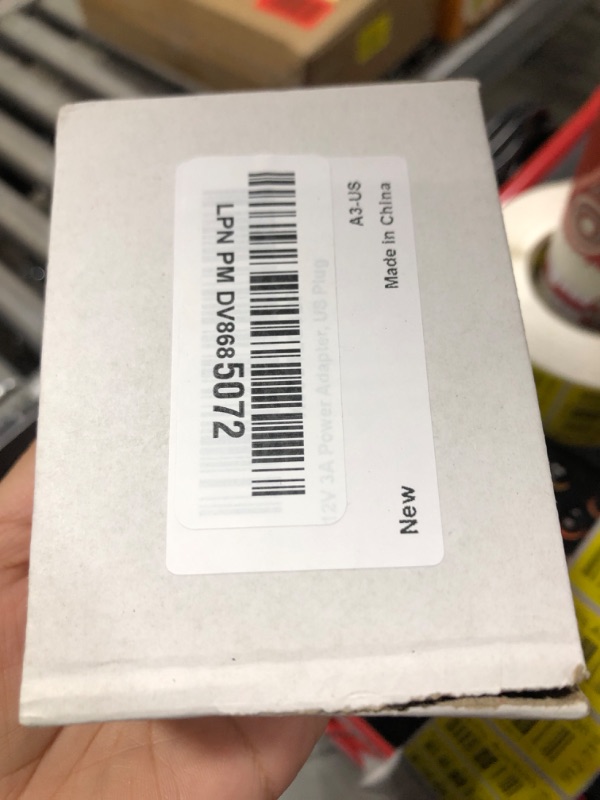 LPN PM DV8685072
12V 3A Power Adapter, US Plug
A3-US
Made in China
New